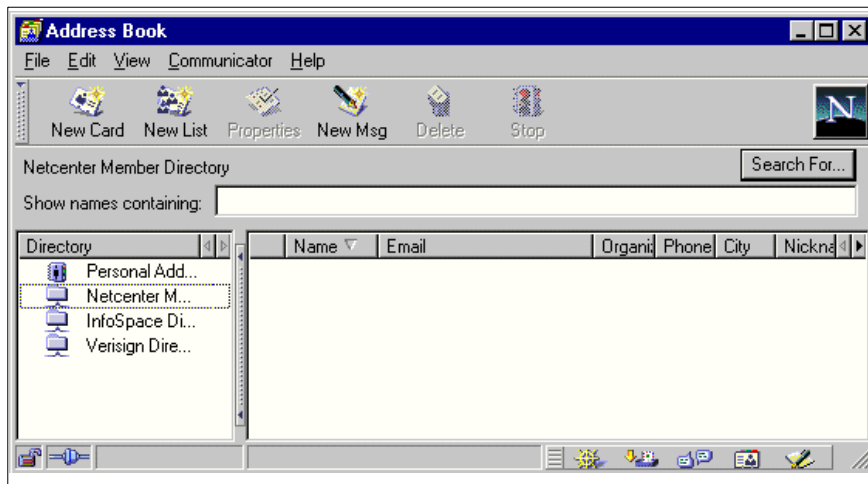 Address Book
File Edit View Communicator Help
New Card New List Properties New Msg Delete Stop
N
Netcenter Member Directory
Search For...
Show names containing:
Directory Name Email Organiz Phone City Nickna
Personal Add...
Netcenter M...
InfoSpace Di...
Verisign Dire...